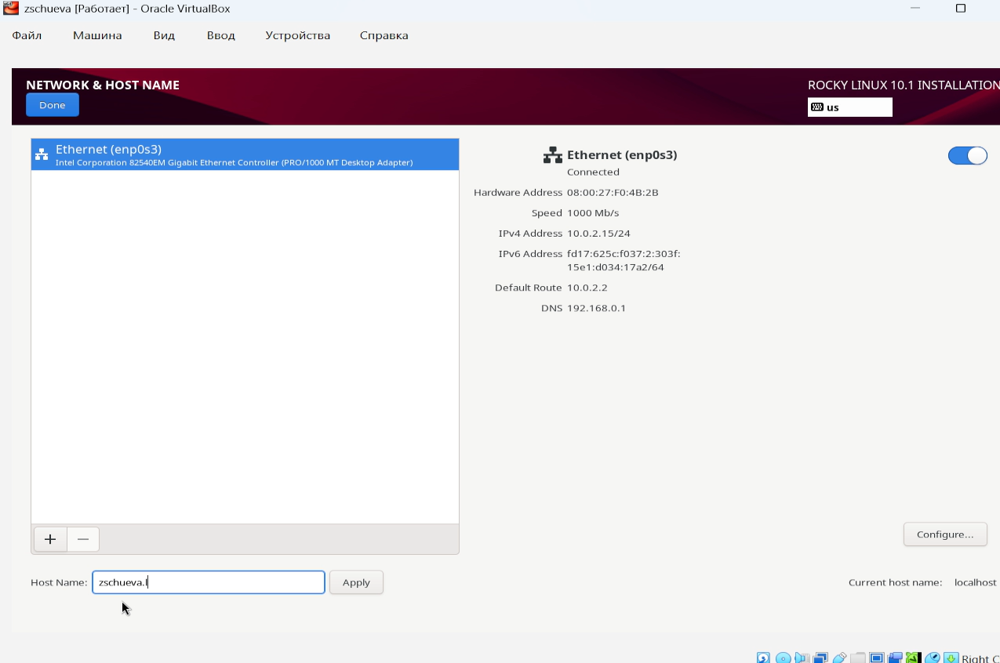 zschueva [Работает] - Oracle VirtualBox
Файл Машина Вид Ввод Устройства Справка
NETWORK & HOST NAME
ROCKY LINUX 10.1 INSTALLATION
Done
us
Ethernet (enp0s3)
Intel Corporation 82540EM Gigabit Ethernet Controller (PRO/1000 MT Desktop Adapter)
Ethernet (enp0s3)
Connected
Hardware Address 08:00:27:F0:4B:2B
Speed 1000 Mb/s
IPv4 Address 10.0.2.15/24
IPv6 Address fd17:625c:f037:2:303f:
15e1:d034:17a2/64
Default Route 10.0.2.2
DNS 192.168.0.1
Configure...
Host Name: zschueva.l Apply
Current host name: localhost
Right C